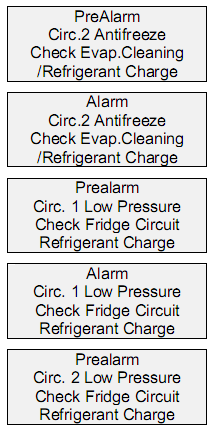 PreAlarm
Circ.2 Antifreeze
Check Evap.Cleaning
/Refrigerant Charge
Alarm
Circ.2 Antifreeze
Check Evap.Cleaning
/Refrigerant Charge
Prealarm
Circ. 1 Low Pressure
Check Fridge Circuit
Refrigerant Charge
Alarm
Circ. 1 Low Pressure
Check Fridge Circuit
Refrigerant Charge
Prealarm
Circ. 2 Low Pressure
Check Fridge Circuit
Refrigerant Charge